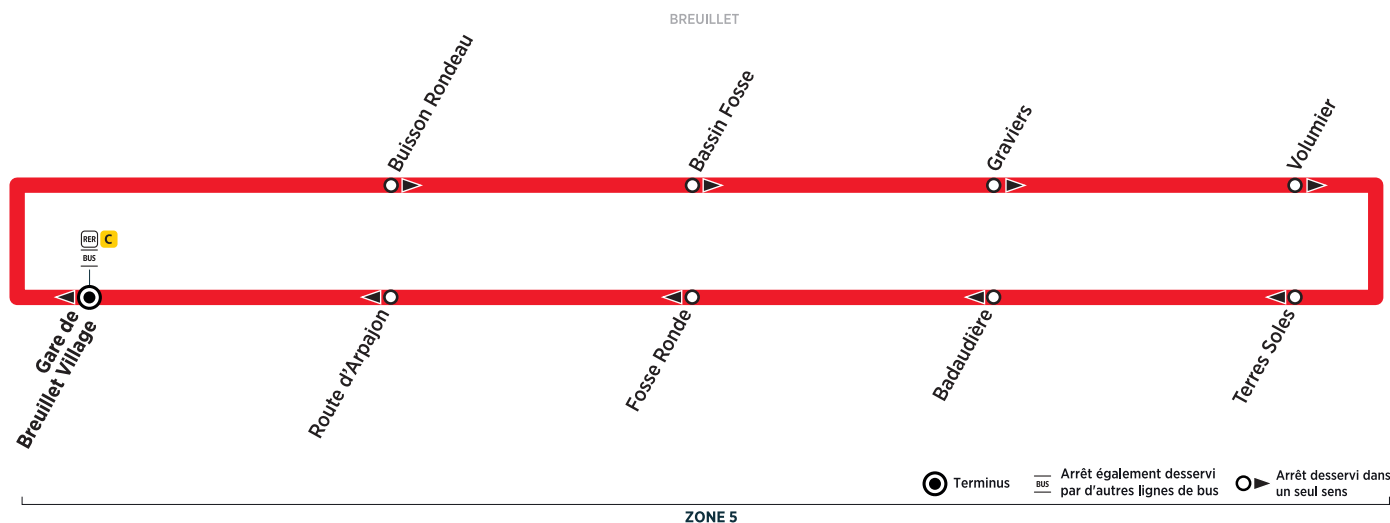 BREUILLET
Buisson Rondeau
Bassin Fosse
Graviers
Volumier
RER C
BUS
Gare de
Breuillet Village
Route d'Arpajon
Fosse Ronde
Badaudière
Terres Soles
Terminus
BUS
Arrêt également desservi
par d'autres lignes de bus
Arrêt desservi dans
un seul sens
ZONE 5